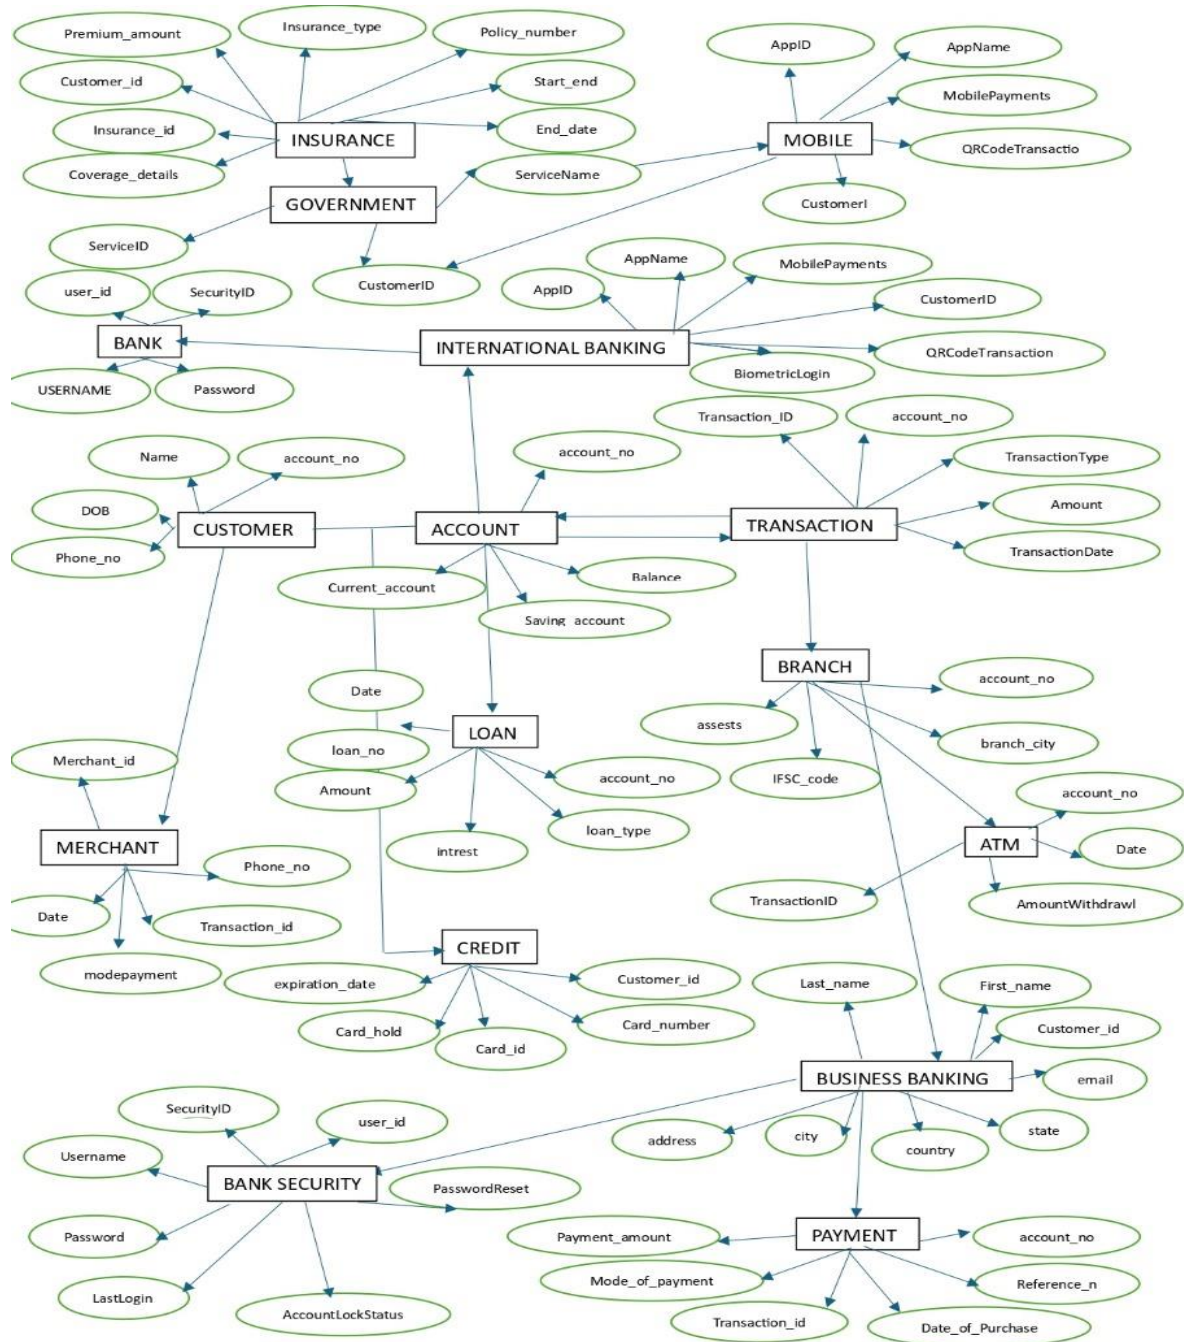 Premium_amount
Insurance_type
Policy_number
AppID
AppName
Customer_id
Start_end
MobilePayments
Insurance_id
End_date
INSURANCE
MOBILE
QRCodeTransactio
Coverage_details
ServiceName
CustomerI
GOVERNMENT
ServiceID
CustomerID
AppName
MobilePayments
user_id
SecurityID
AppID
CustomerID
BANK
INTERNATIONAL BANKING
QRCodeTransaction
USERNAME
Password
BiometricLogin
Transaction_ID
account_no
Name
account_no
account_no
TransactionType
DOB
Amount
CUSTOMER
ACCOUNT
TRANSACTION
Phone_no
TransactionDate
Current_account
Balance
Saving_account
BRANCH
account_no
Date
assests
LOAN
loan_no
branch_city
Merchant_id
IFSC_code
account_no
Amount
account_no
loan_type
MERCHANT
intrest
ATM
Date
Phone_no
TransactionID
AmountWithdrawl
Date
Transaction_id
CREDIT
modepayment
expiration_date
Customer_id
Last_name
First_name
Card_hold
Card_number
Customer_id
Card_id
BUSINESS BANKING
email
SecurityID
user_id
address
city
country
state
Username
BANK SECURITY
PasswordReset
Password
Payment_amount
PAYMENT
account_no
Mode_of_payment
Reference_n
LastLogin
AccountLockStatus
Transaction_id
Date_of_Purchase